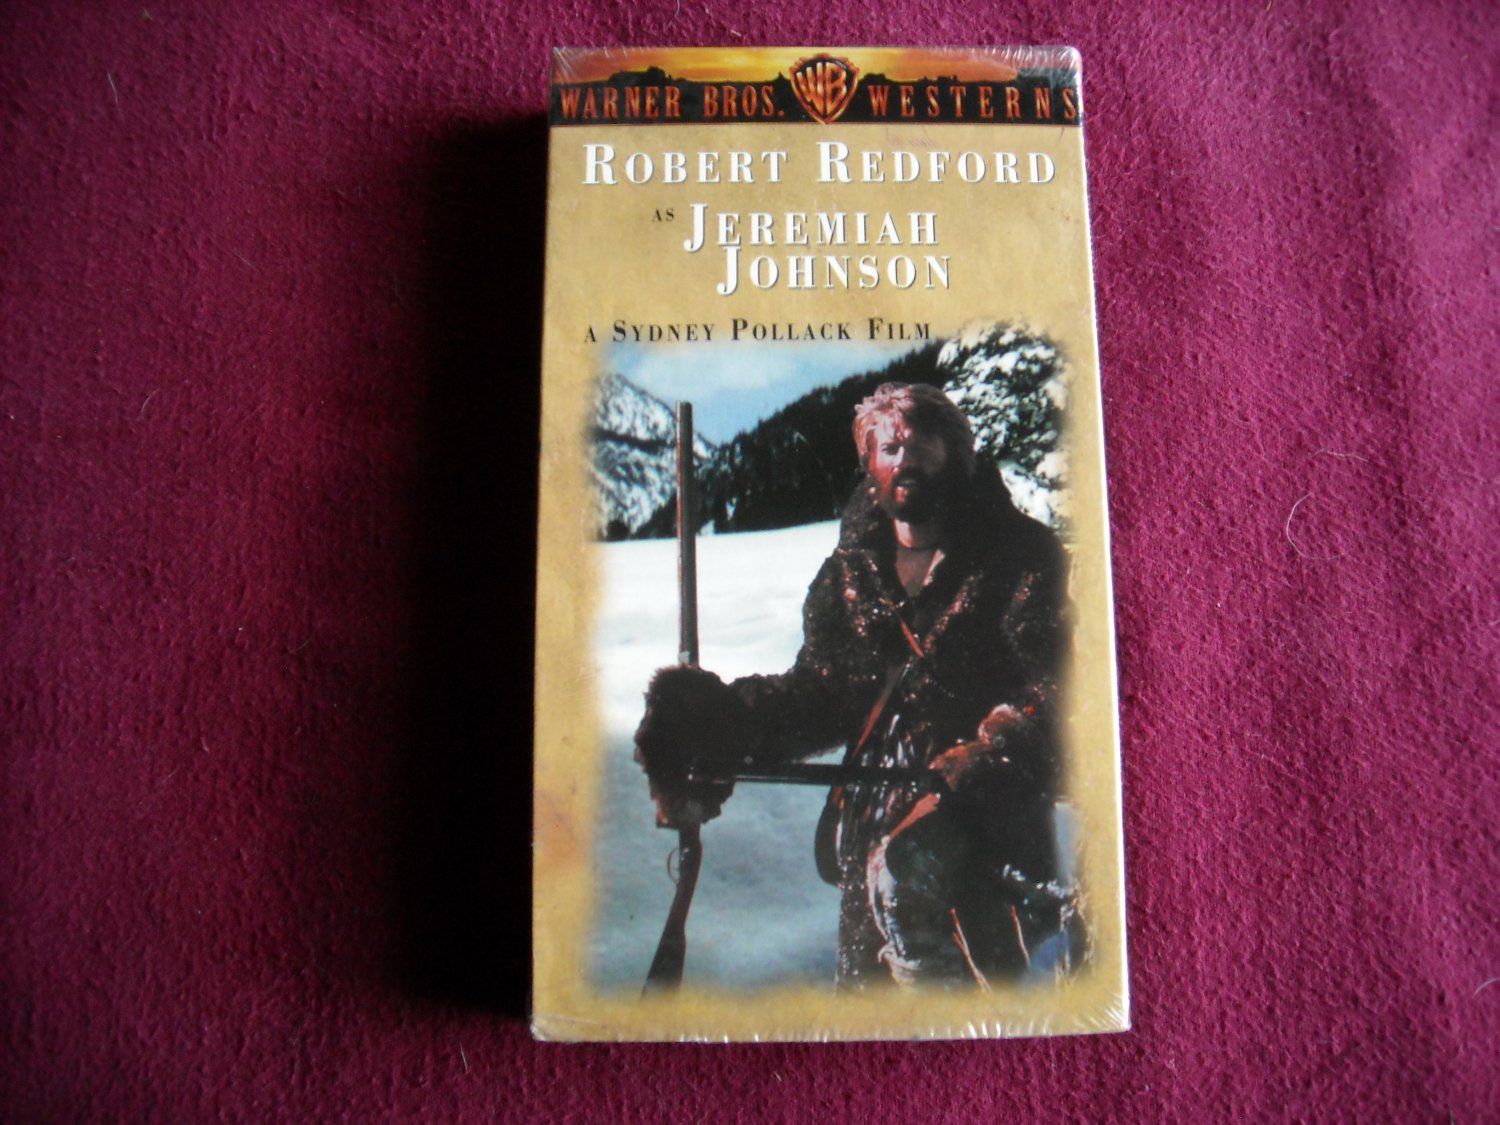 WARNER BROS. WB WESTERNS
ROBERT REDFORD
AS JEREMIAH
JOHNSON
A SYDNEY POLLACK FILM